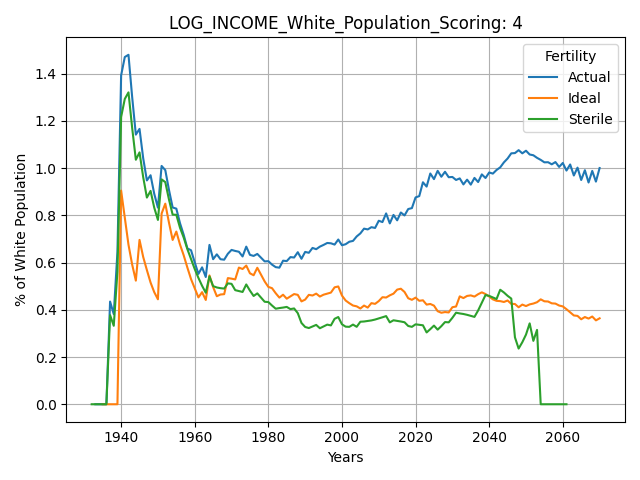 LOG_INCOME_White_Population_Scoring: 4
Fertility
Actual
Ideal
Sterile
% of White Population
1.4
1.2
1.0
0.8
0.6
0.4
0.2
0.0
1940 1960 1980 2000 2020 2040 2060
Years